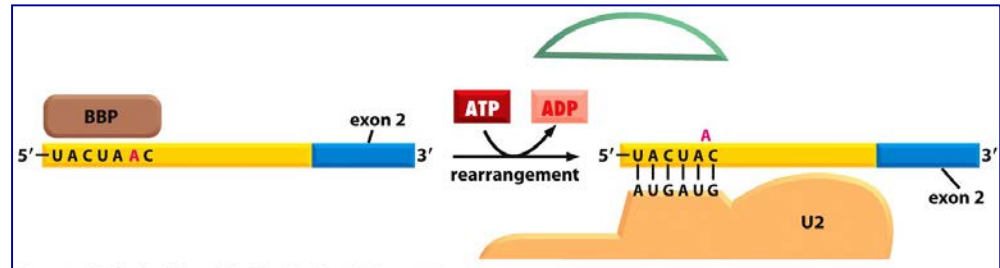 BBP
exon 2
5′ UACUAAC 3′
ATP ADP
rearrangement
A
5′ UACUAC 3′
AUGAUG
exon 2
U2